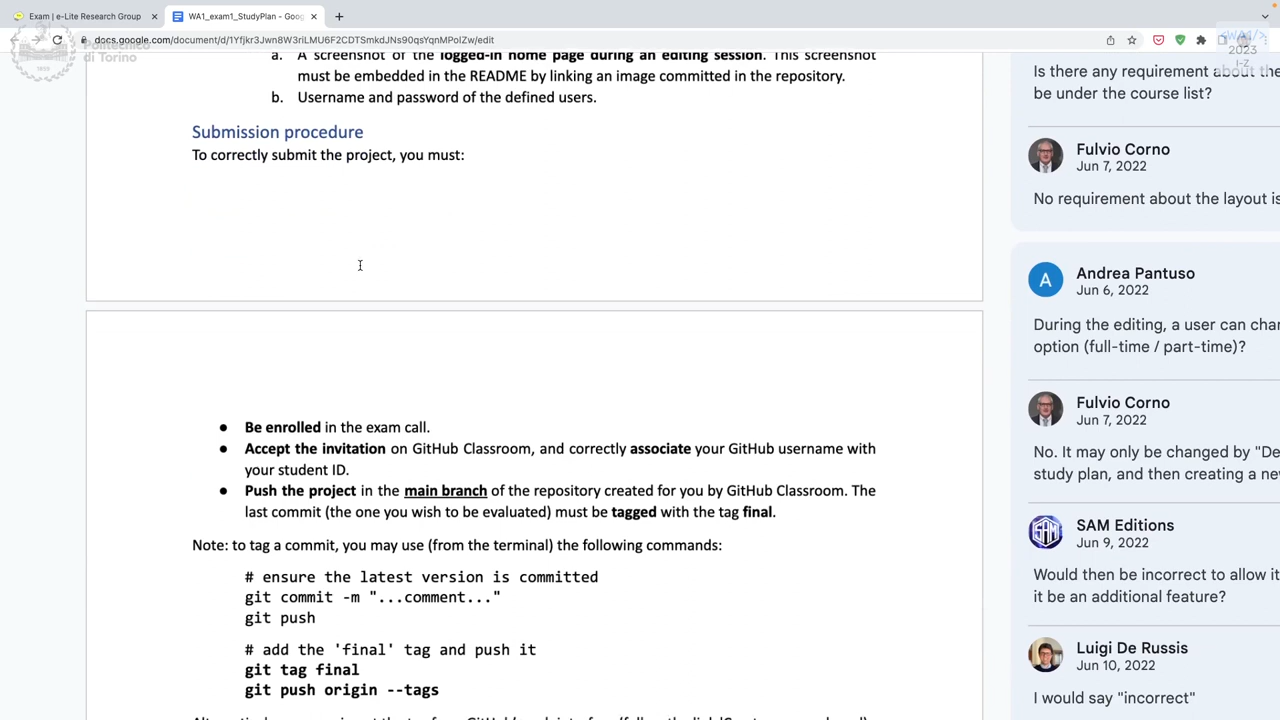 Exam | e-Lite Research Group
WA1_exam1_StudyPlan - Goog
docs.google.com/document/d/1Yfjkr3Jwn8W3riLMU6F2CDTSmkdJNs90qsYqnMPoIZw/edit
Politecnico
di Torino
2023
I-Z
a. A screenshot of the logged-in home page during an editing session. This screenshot
must be embedded in the README by linking an image committed in the repository.
b. Username and password of the defined users.
Submission procedure
To correctly submit the project, you must:
● Be enrolled in the exam call.
● Accept the invitation on GitHub Classroom, and correctly associate your GitHub username with
your student ID.
● Push the project in the main branch of the repository created for you by GitHub Classroom. The
last commit (the one you wish to be evaluated) must be tagged with the tag final.
Note: to tag a commit, you may use (from the terminal) the following commands:
# ensure the latest version is committed
git commit -m "...comment..."
git push
# add the 'final' tag and push it
git tag final
git push origin --tags
Is there any requirement about the
be under the course list?
Fulvio Corno
Jun 7, 2022
No requirement about the layout is
A
Andrea Pantuso
Jun 6, 2022
During the editing, a user can cha
option (full-time / part-time)?
Fulvio Corno
Jun 7, 2022
No. It may only be changed by "De
study plan, and then creating a ne
SAM Editions
Jun 9, 2022
Would then be incorrect to allow it
it be an additional feature?
Luigi De Russis
Jun 10, 2022
I would say "incorrect"